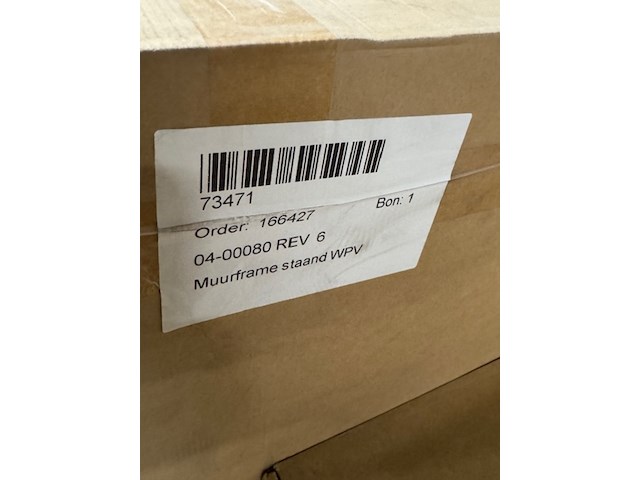 73471
Order: 166427 Bon: 1
04-00080 REV 6
Muurframe staand WPV